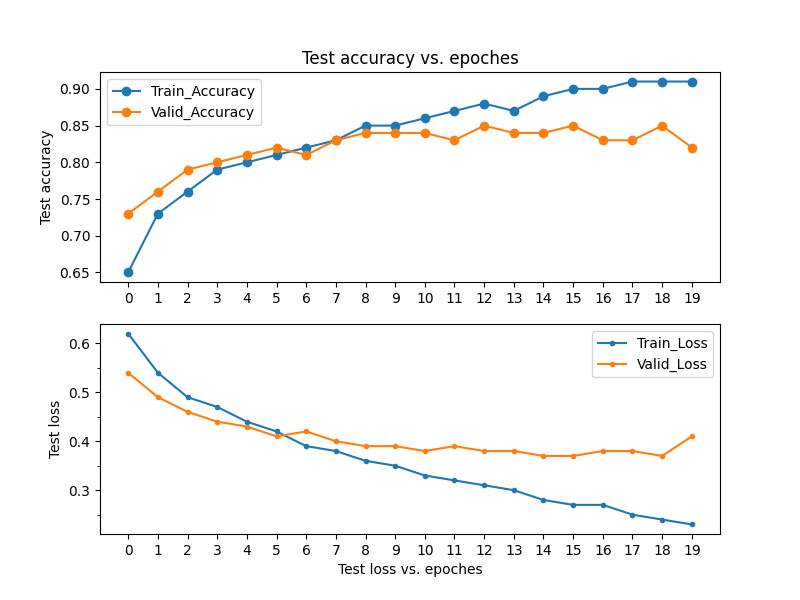 Test accuracy vs. epoches
Train_Accuracy
Valid_Accuracy
Test accuracy
0.90
0.85
0.80
0.75
0.70
0.65
0 1 2 3 4 5 6 7 8 9 10 11 12 13 14 15 16 17 18 19
Train_Loss
Valid_Loss
Test loss
0.6
0.5
0.4
0.3
0 1 2 3 4 5 6 7 8 9 10 11 12 13 14 15 16 17 18 19
Test loss vs. epoches